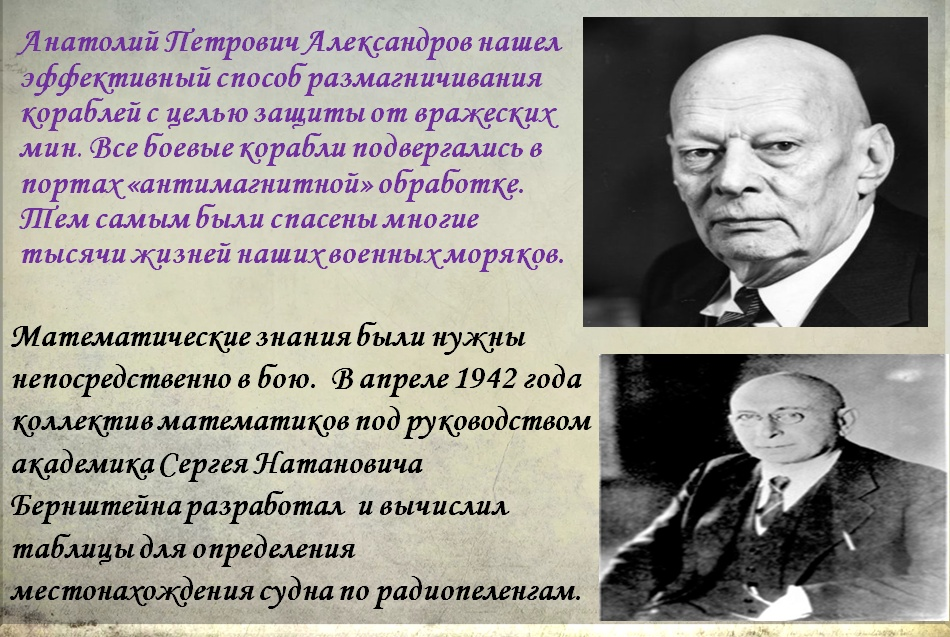 Анатолий Петрович Александров нашел
эффективный способ размагничивания
кораблей с целью защиты от вражеских
мин. Все боевые корабли подвергались в
портах «антимагнитной» обработке.
Тем самым были спасены многие
тысячи жизней наших военных моряков.
Математические знания были нужны
непосредственно в бою. В апреле 1942 года
коллектив математиков под руководством
академика Сергея Натановича
Бернштейна разработал и вычислил
таблицы для определения
местонахождения судна по радиопеленгам.